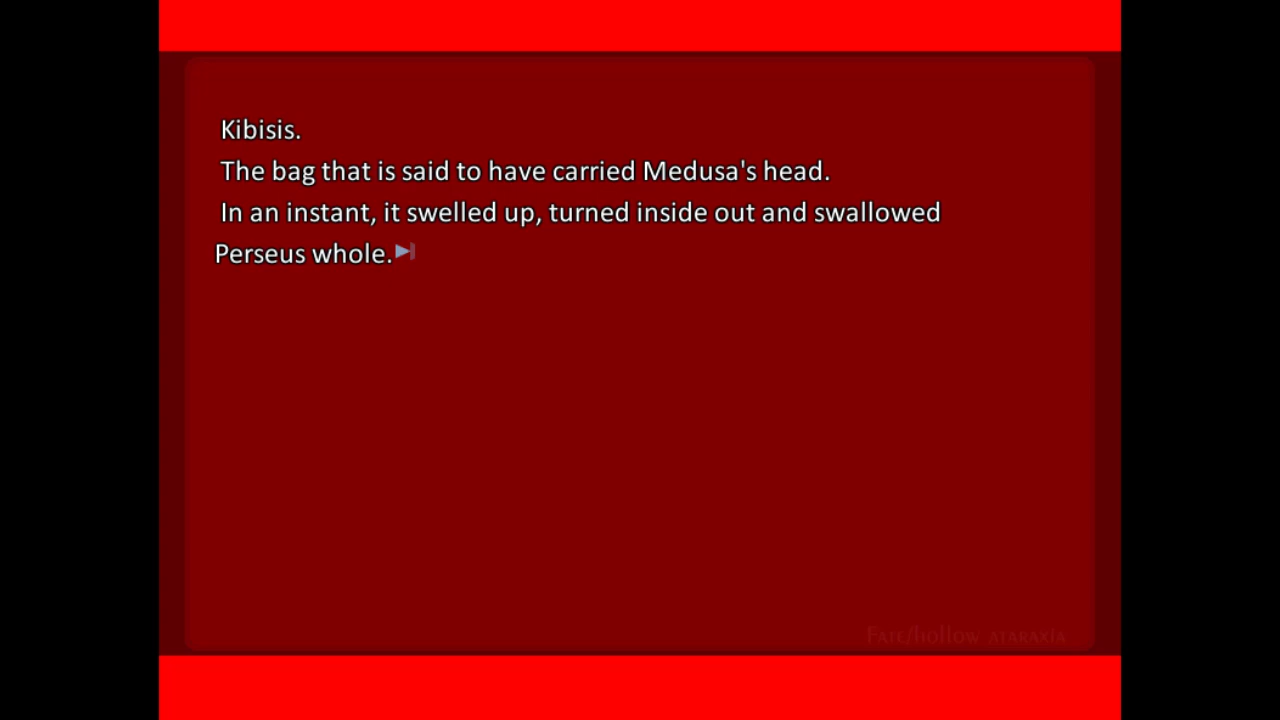 Kibisis.
The bag that is said to have carried Medusa's head.
In an instant, it swelled up, turned inside out and swallowed
Perseus whole.
Fate/hollow ataraxia